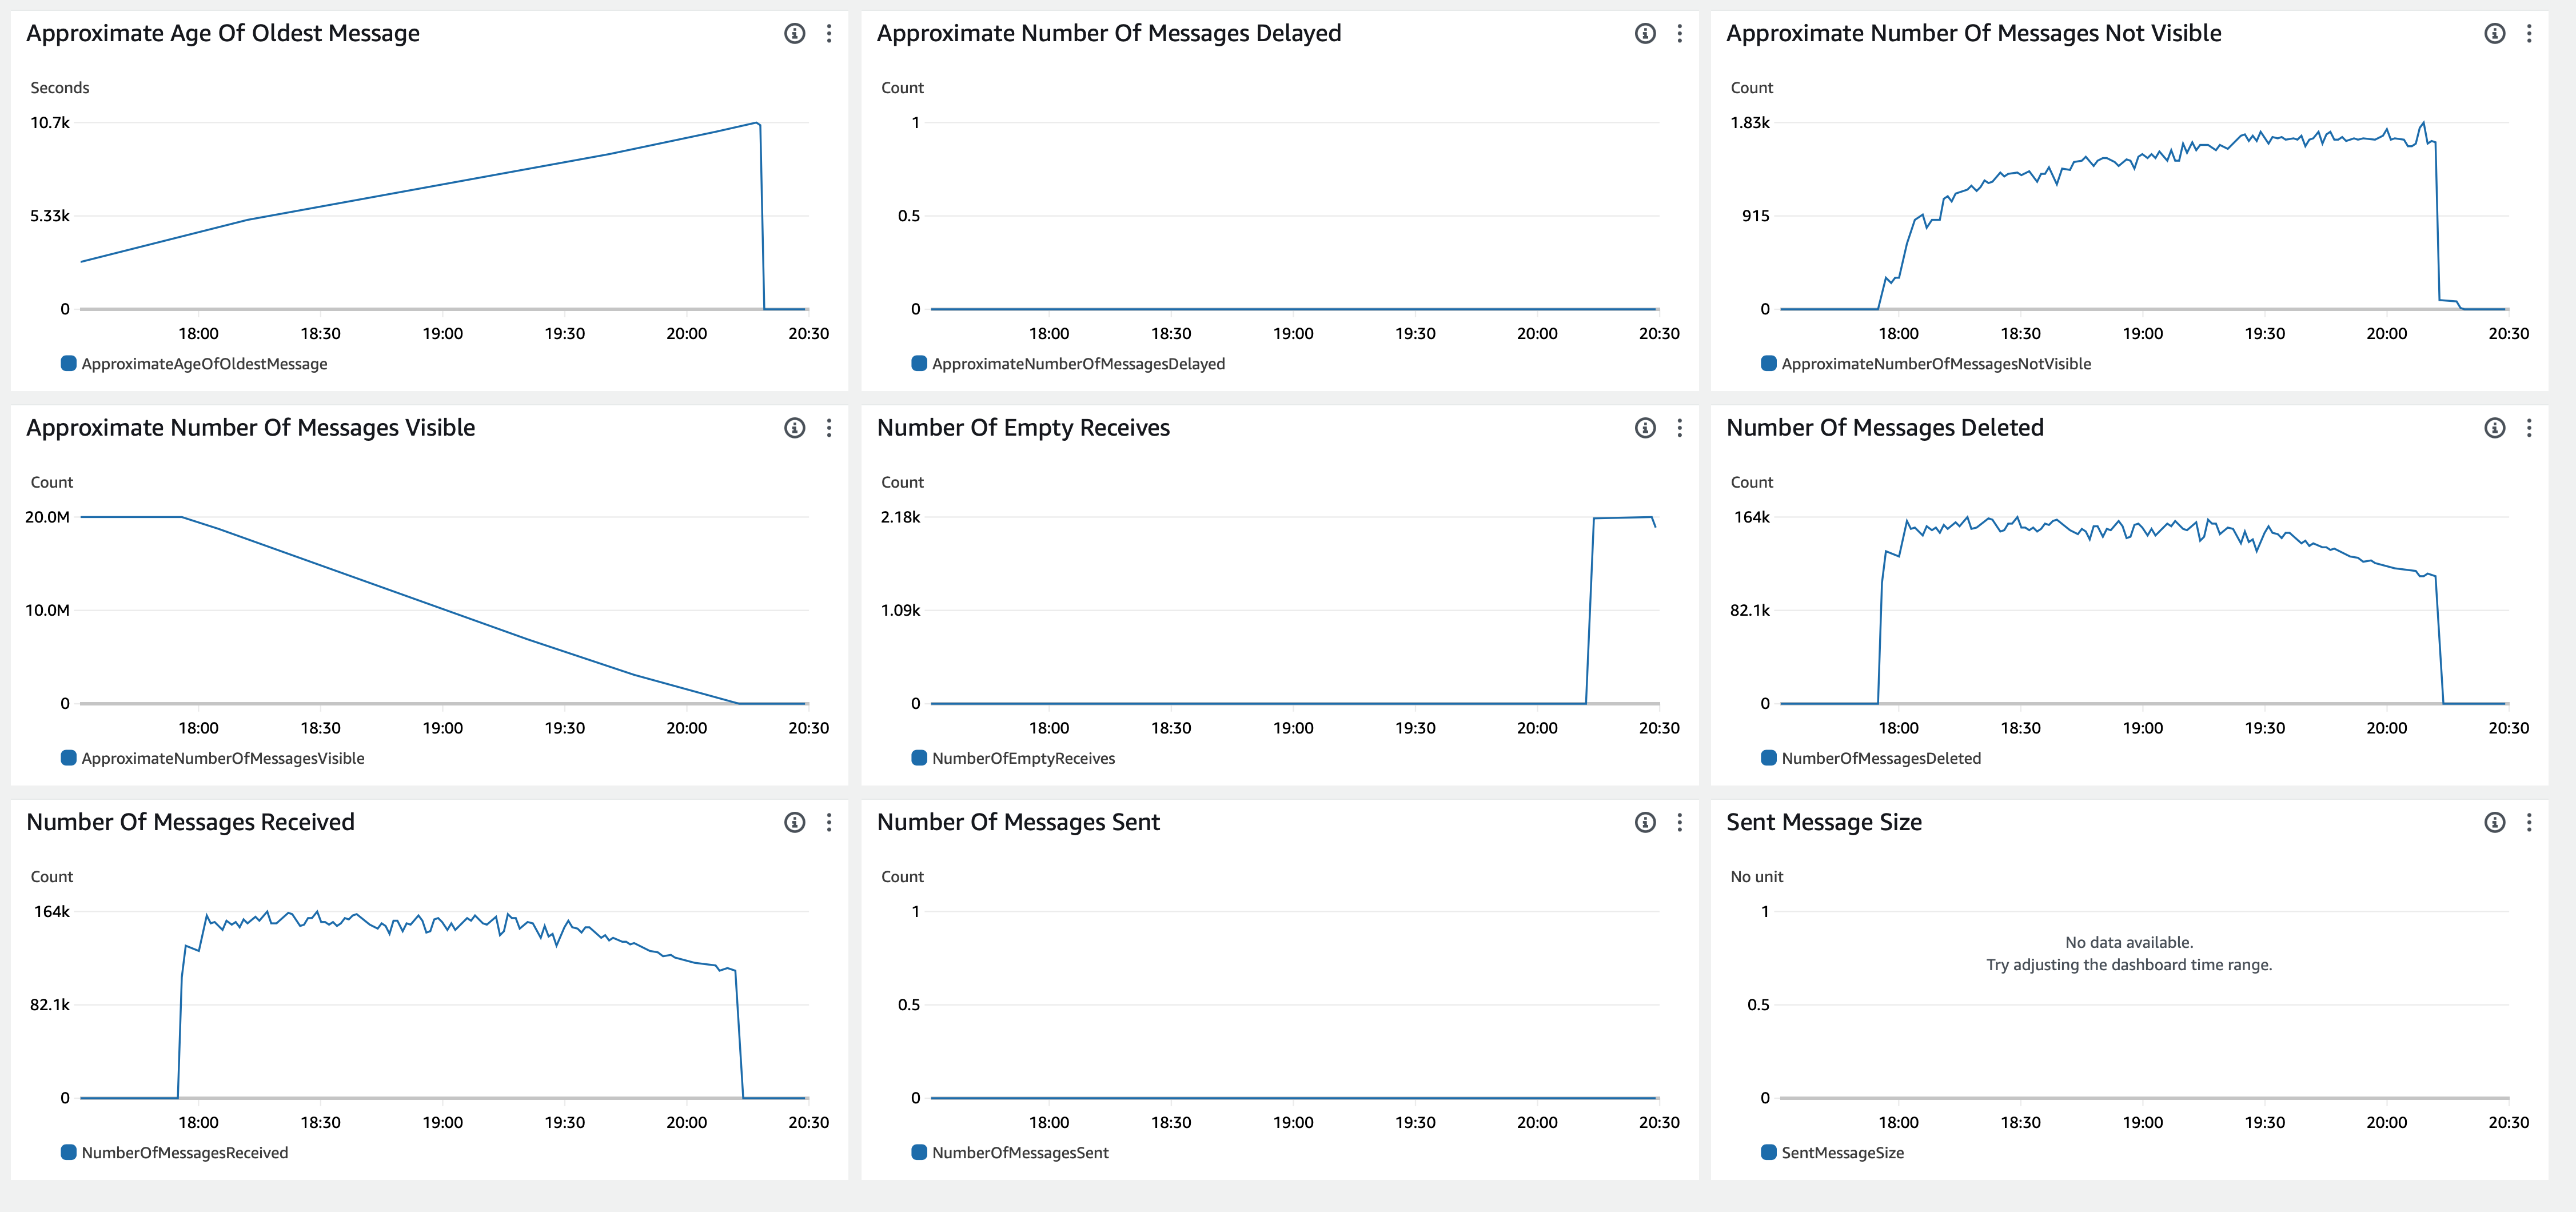 Approximate Age Of Oldest Message
Seconds
10.7k
5.33k
0
18:00 18:30 19:00 19:30 20:00 20:30
ApproximateAgeOfOldestMessage
Approximate Number Of Messages Delayed
Count
1
0.5
0
18:00 18:30 19:00 19:30 20:00 20:30
ApproximateNumberOfMessagesDelayed
Approximate Number Of Messages Not Visible
Count
1.83k
915
0
18:00 18:30 19:00 19:30 20:00 20:30
ApproximateNumberOfMessagesNotVisible
Approximate Number Of Messages Visible
Count
20.0M
10.0M
0
18:00 18:30 19:00 19:30 20:00 20:30
ApproximateNumberOfMessagesVisible
Number Of Empty Receives
Count
2.18k
1.09k
0
18:00 18:30 19:00 19:30 20:00 20:30
NumberOfEmptyReceives
Number Of Messages Deleted
Count
164k
82.1k
0
18:00 18:30 19:00 19:30 20:00 20:30
NumberOfMessagesDeleted
Number Of Messages Received
Count
164k
82.1k
0
18:00 18:30 19:00 19:30 20:00 20:30
NumberOfMessagesReceived
Number Of Messages Sent
Count
1
0.5
0
18:00 18:30 19:00 19:30 20:00 20:30
NumberOfMessagesSent
Sent Message Size
No unit
1
No data available.
Try adjusting the dashboard time range.
0.5
0
18:00 18:30 19:00 19:30 20:00 20:30
SentMessageSize